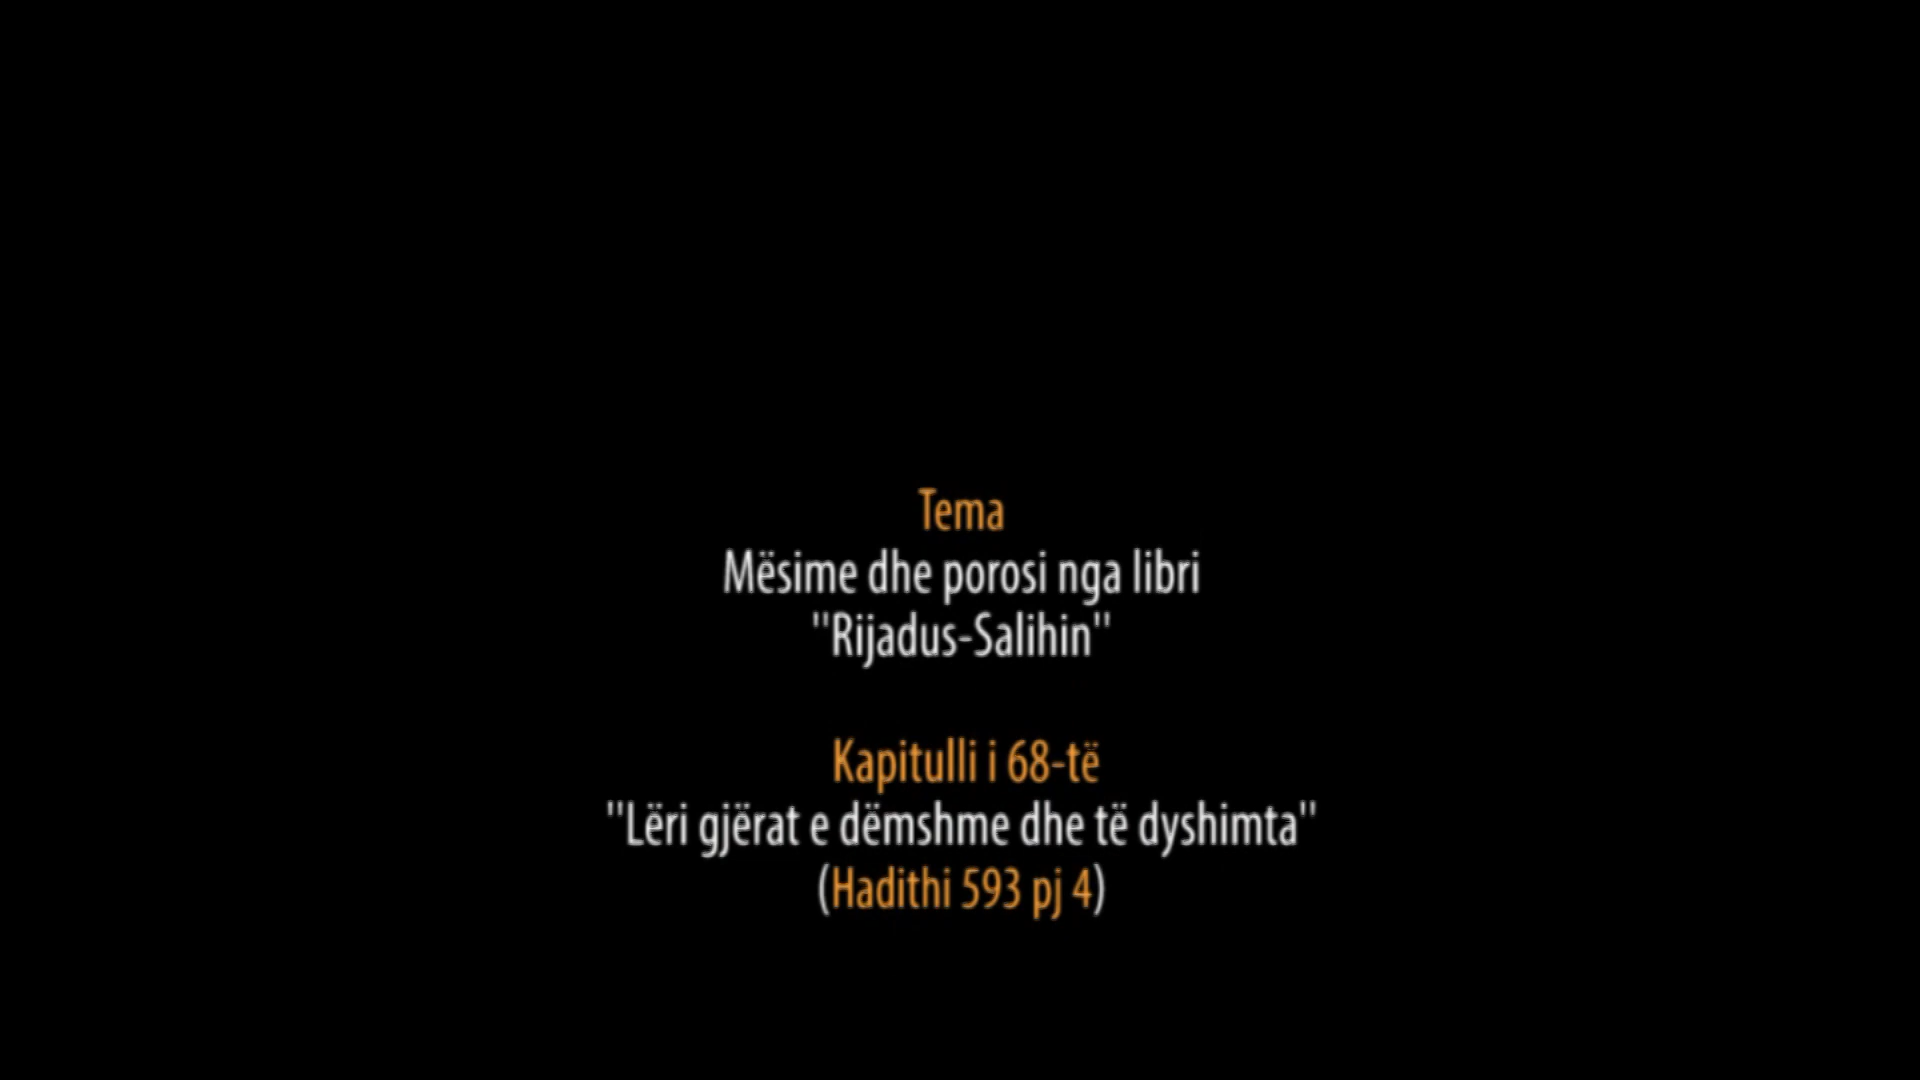 Tema
Mësime dhe porosi nga libri
"Rijadus-Salihin"
Kapitulli i 68-të
"Lëri gjërat e dëmshme dhe të dyshimta"
(Hadithi 593 pj 4)